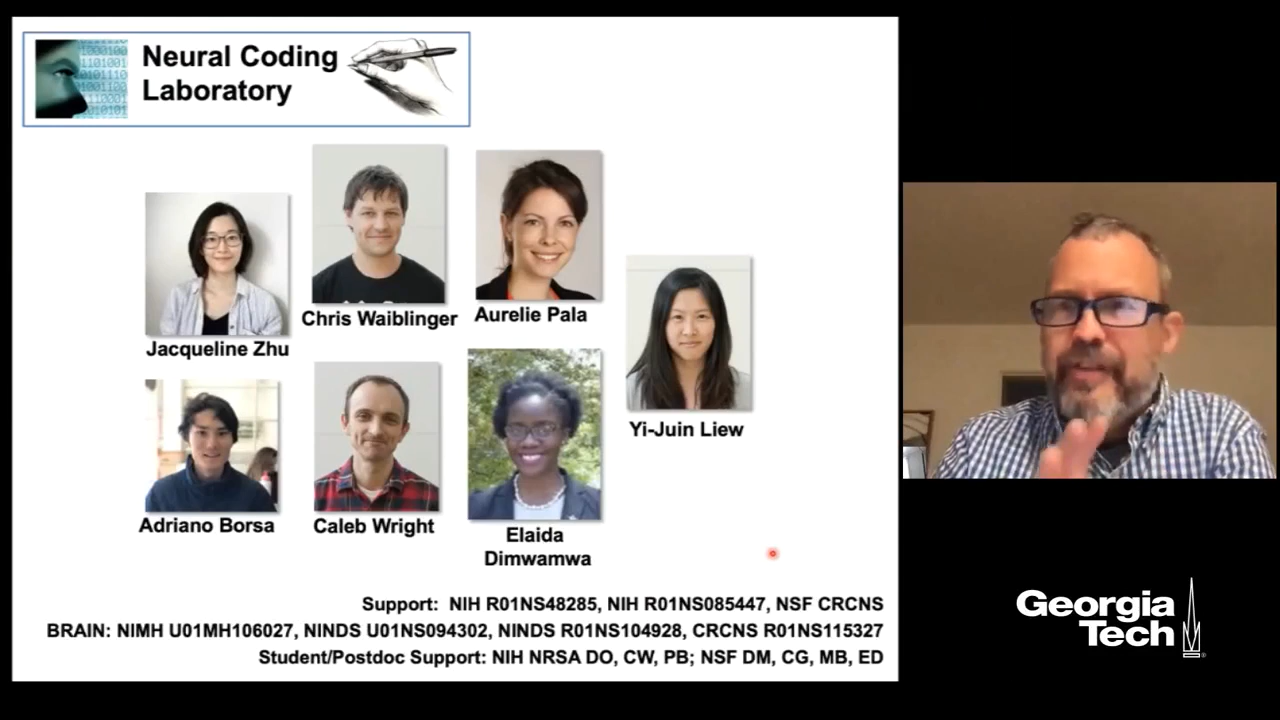 Neural Coding
Laboratory
Jacqueline Zhu
Chris Waiblinger
Aurelie Pala
Yi-Juin Liew
Adriano Borsa
Caleb Wright
Elaida
Dimwamwa
Support: NIH R01NS48285, NIH R01NS085447, NSF CRCNS
BRAIN: NIMH U01MH106027, NINDS U01NS094302, NINDS R01NS104928, CRCNS R01NS115327
Student/Postdoc Support: NIH NRSA DO, CW, PB; NSF DM, CG, MB, ED
Georgia
Tech